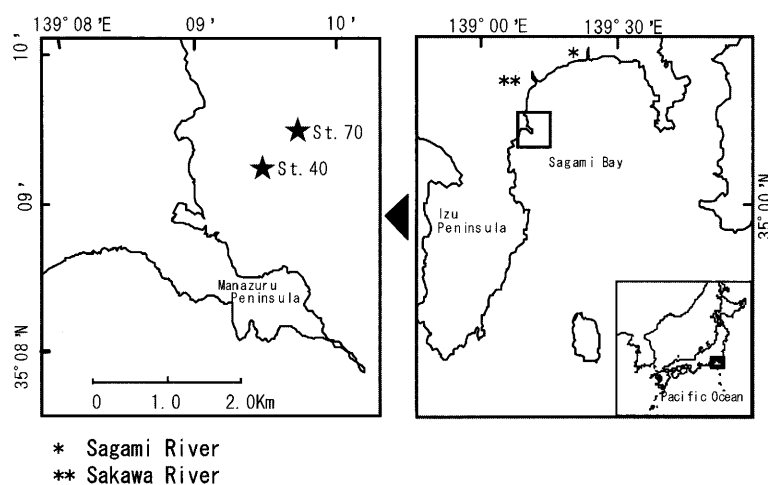 139° 08 'E
09'
10'
139° 00 'E
139° 30 'E
10'
09'
35° 08'N
★ St. 70
★ St. 40
Manazuru
Peninsula
0 1.0 2.0Km
*
**
Sagami Bay
Izu
Peninsula
35° 00 'N
Pacific Ocean
* Sagami River
** Sakawa River